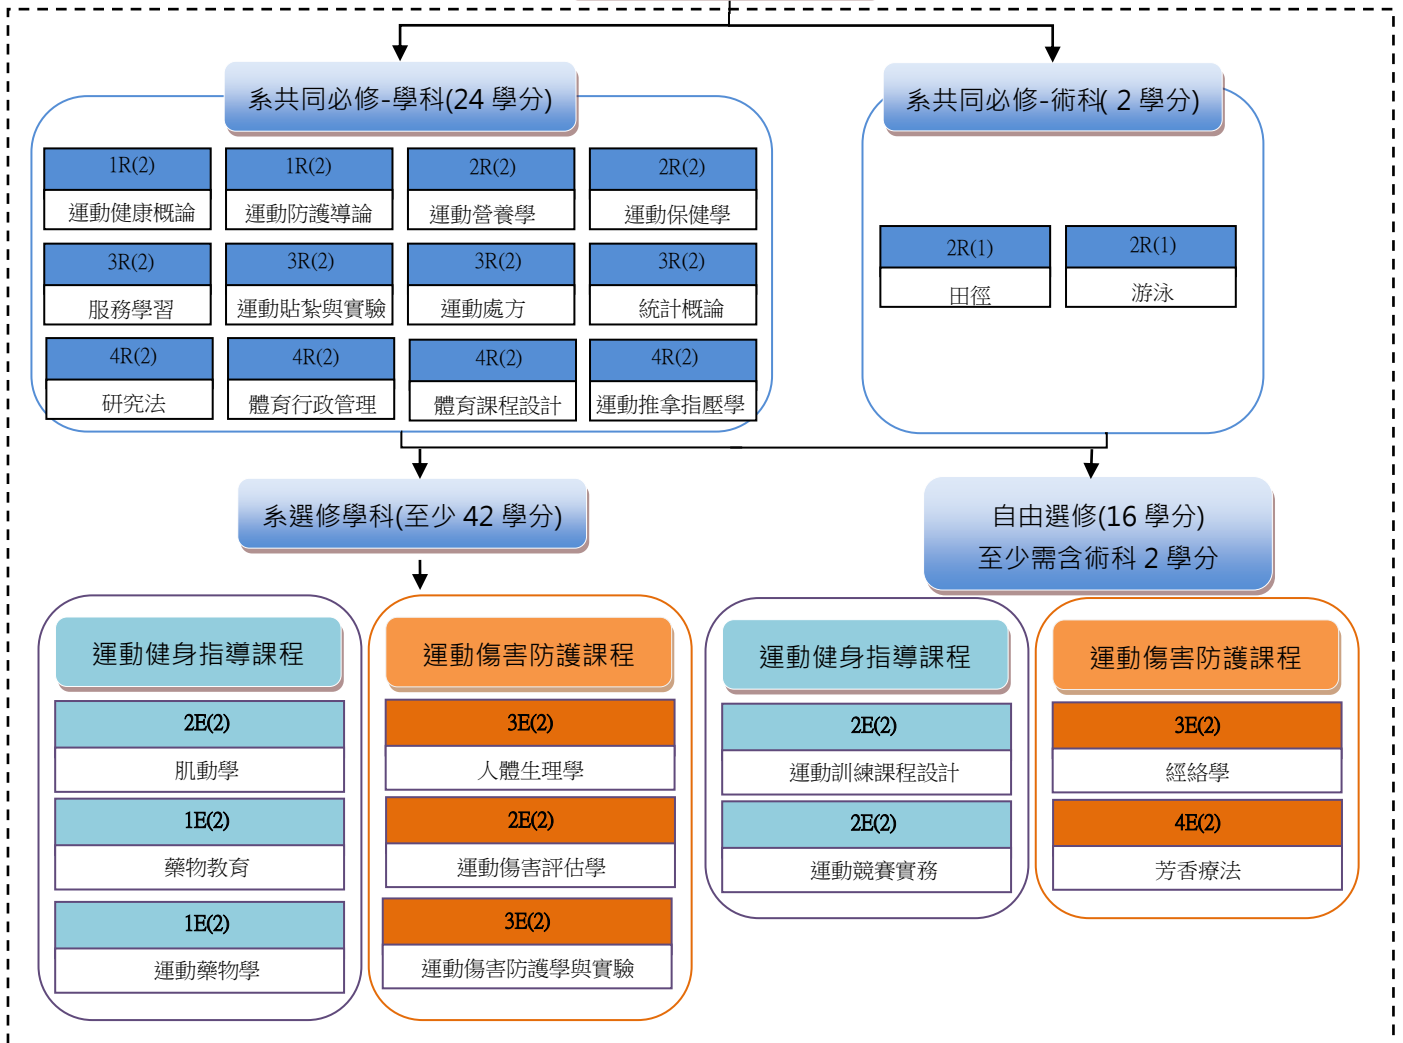 系共同必修-學科(24 學分)
系共同必修-術科( 2 學分)
1R(2)
運動健康概論
1R(2)
運動防護導論
2R(2)
運動營養學
2R(2)
運動保健學
3R(2)
服務學習
3R(2)
運動貼紮與實驗
3R(2)
運動處方
3R(2)
統計概論
4R(2)
研究法
4R(2)
體育行政管理
4R(2)
體育課程設計
4R(2)
運動推拿指壓學
2R(1)
田徑
2R(1)
游泳
系選修學科(至少 42 學分)
自由選修(16 學分)
至少需含術科 2 學分
運動健身指導課程
2E(2)
肌動學
1E(2)
藥物教育
1E(2)
運動藥物學
運動傷害防護課程
3E(2)
人體生理學
2E(2)
運動傷害評估學
3E(2)
運動傷害防護學與實驗
運動健身指導課程
2E(2)
運動訓練課程設計
2E(2)
運動競賽實務
運動傷害防護課程
3E(2)
經絡學
4E(2)
芳香療法